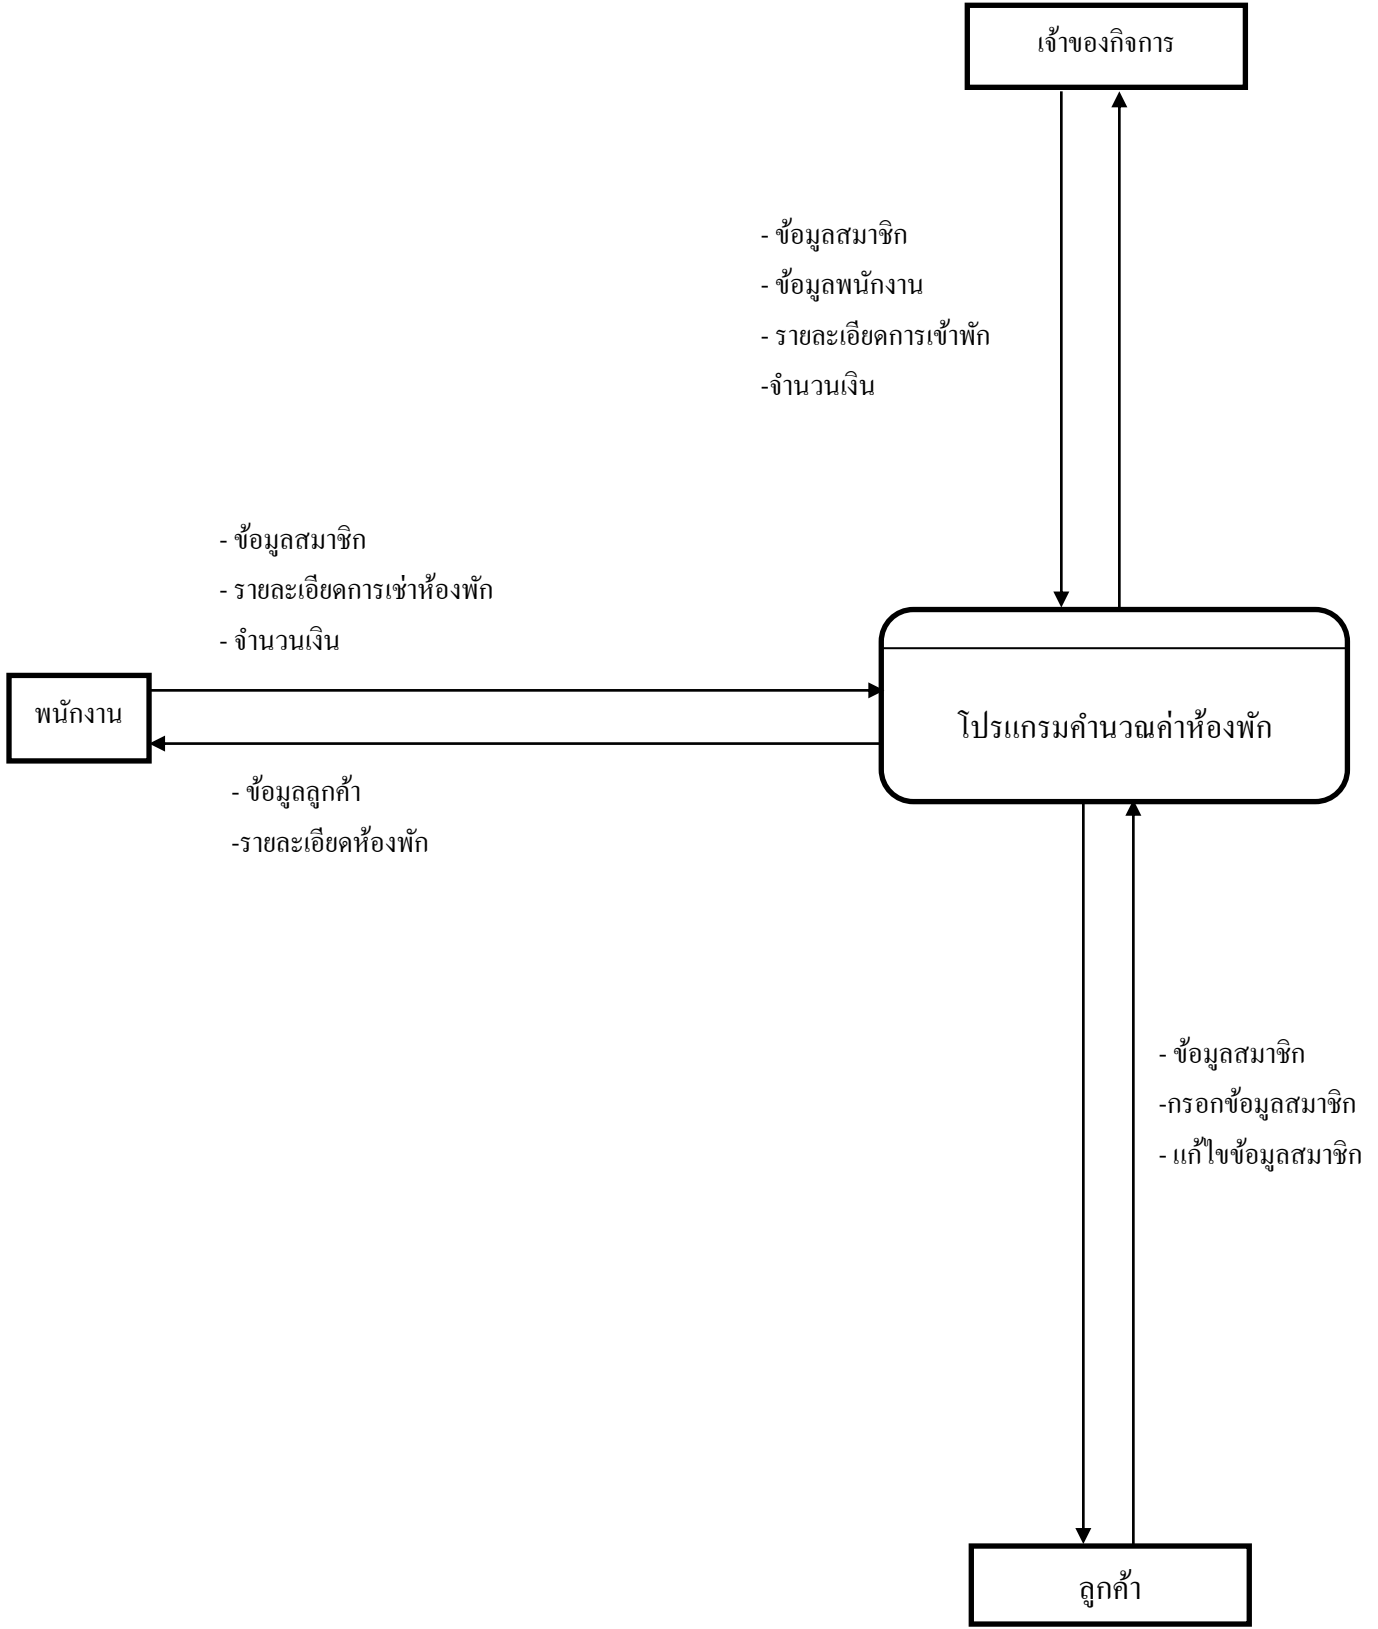 เจ้าของกิจการ
- ข้อมูลสมาชิก
- ข้อมูลพนักงาน
- รายละเอียดการเข้าพัก
-จำนวนเงิน
- ข้อมูลสมาชิก
- รายละเอียดการเช่าห้องพัก
- จำนวนเงิน
พนักงาน
โปรแกรมคำนวณค่าห้องพัก
- ข้อมูลลูกค้า
-รายละเอียดห้องพัก
- ข้อมูลสมาชิก
-กรอกข้อมูลสมาชิก
- แก้ไขข้อมูลสมาชิก
ลูกค้า